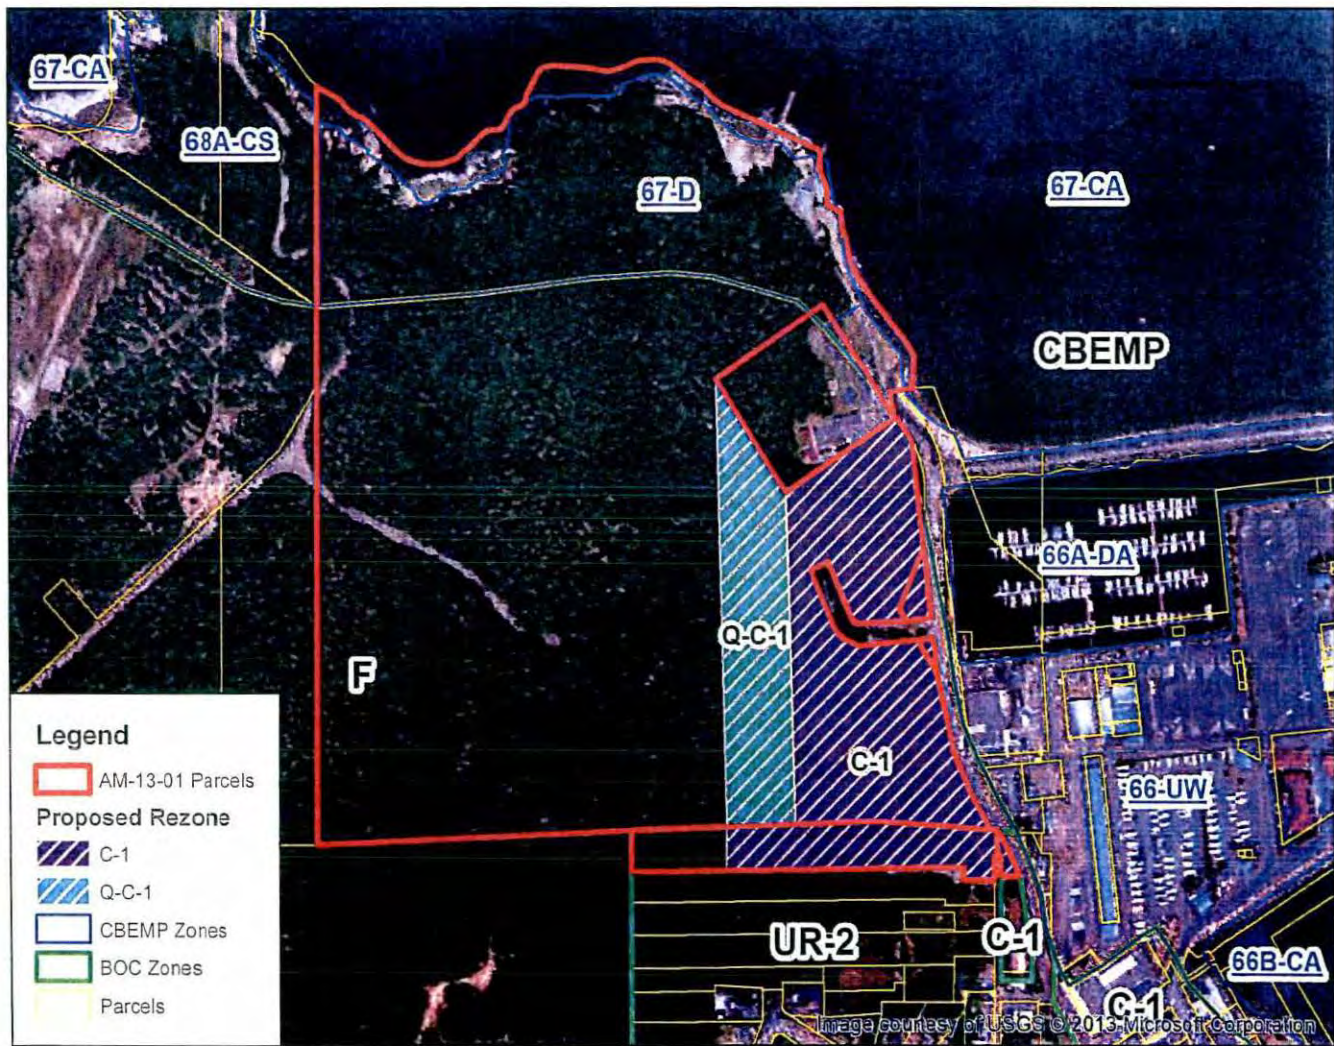 67-CA
68A-CS
67-D
67-CA
CBEMP
66A-DA
Q-C-1
F
C-1
66-UW
UR-2
C-1
66B-CA
C-1
Legend
AM-13-01 Parcels
Proposed Rezone
C-1
Q-C-1
CBEMP Zones
BOC Zones
Parcels
Image courtesy of USGS © 2013 Microsoft Corporation